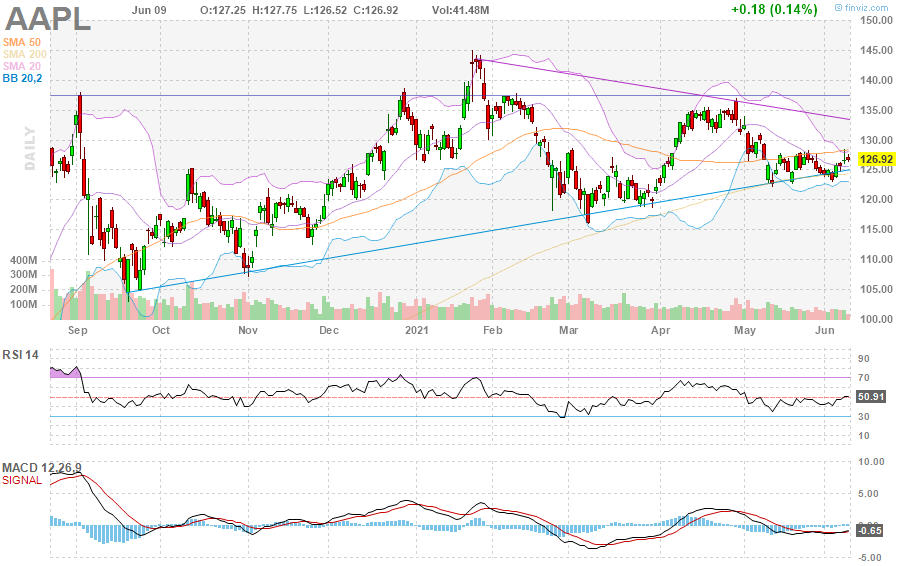 AAPL
Jun 09 O:127.25 H:127.75 L:126.52 C:126.92 Vol:41.48M +0.18 (0.14%)
© finviz.com
SMA 50
SMA 200
SMA 20
BB 20,2
DAILY
150.00
145.00
140.00
135.00
130.00
126.92
125.00
120.00
115.00
110.00
105.00
100.00
400M
300M
200M
100M
Sep Oct Nov Dec 2021 Feb Mar Apr May Jun
RSI 14
90
70
50.91
30
10
MACD 12,26,9
SIGNAL
10.00
5.00
-0.65
-5.00